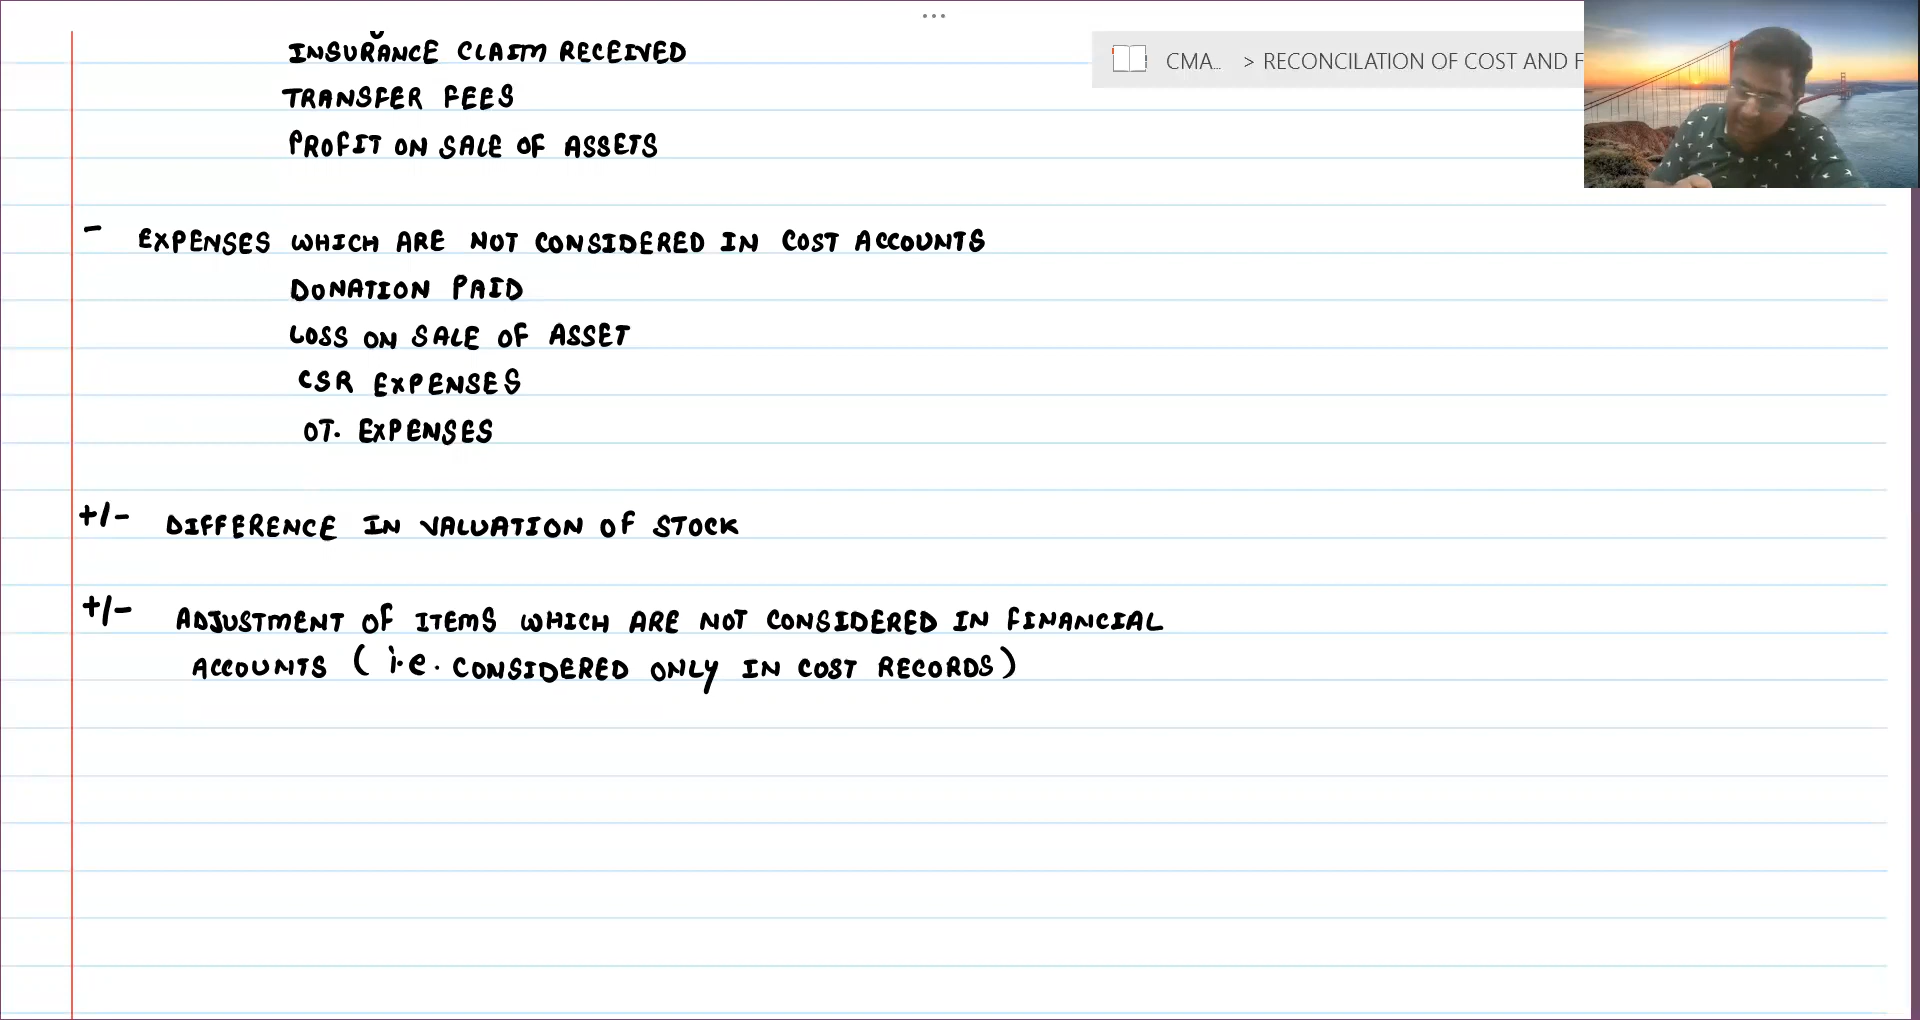 INSURANCE CLAIM RECEIVED
CMA... > RECONCILATION OF COST AND F
TRANSFER FEES
PROFIT ON SALE OF ASSETS
- EXPENSES WHICH ARE NOT CONSIDERED IN COST ACCOUNTS
DONATION PAID
LOSS ON SALE OF ASSET
CSR EXPENSES
OT. EXPENSES
+/- DIFFERENCE IN VALUATION OF STOCK
+/- ADJUSTMENT OF ITEMS WHICH ARE NOT CONSIDERED IN FINANCIAL
ACCOUNTS ( i.e. CONSIDERED ONLY IN COST RECORDS)